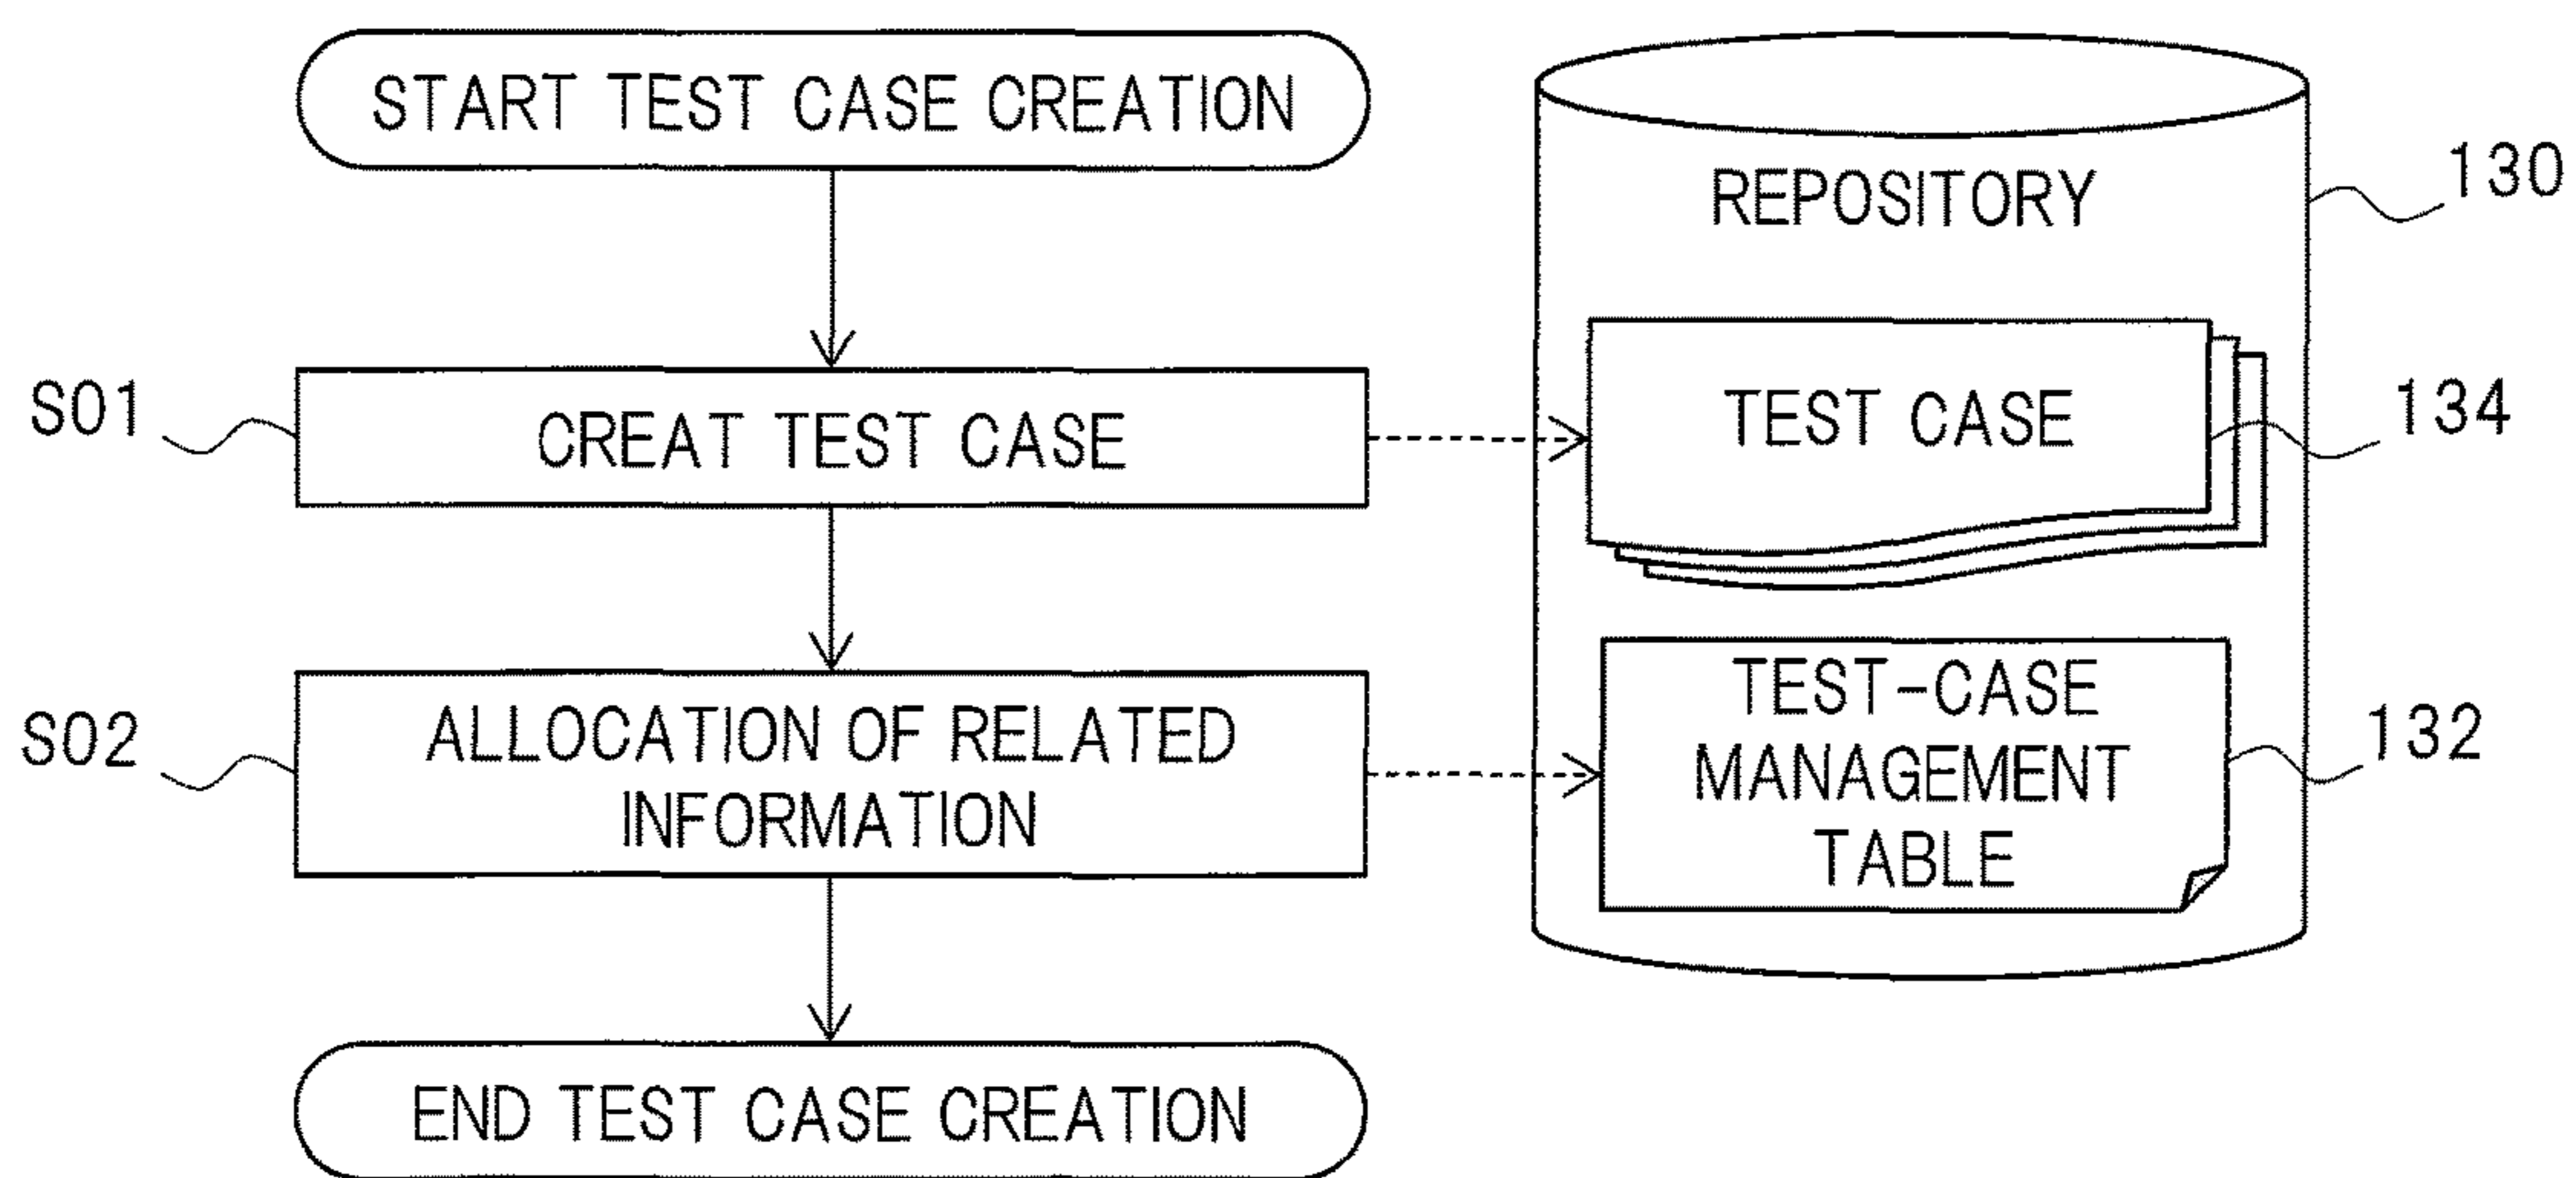 START TEST CASE CREATION
REPOSITORY
130
S01
CREAT TEST CASE
TEST CASE
134
S02
ALLOCATION OF RELATED
INFORMATION
TEST-CASE
MANAGEMENT
TABLE
132
END TEST CASE CREATION